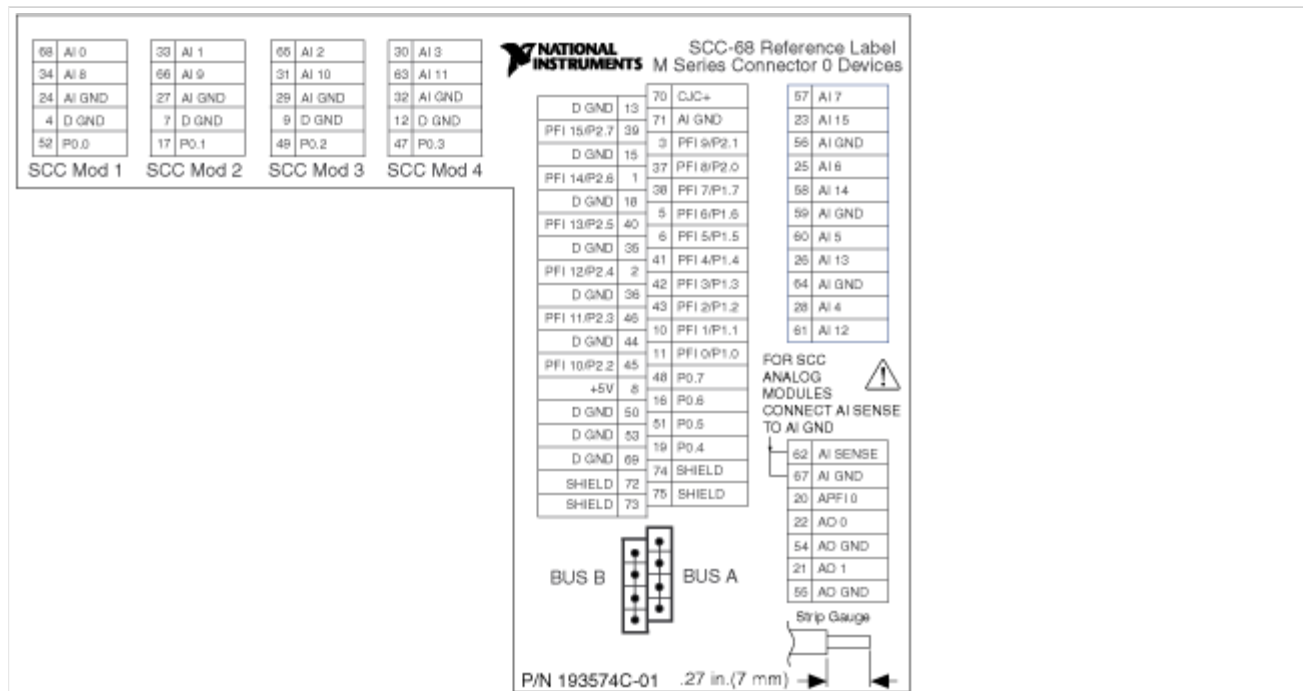 68 AI 0
34 AI 8
24 AI GND
4 D GND
52 P0.0
SCC Mod 1
33 AI 1
66 AI 9
27 AI GND
7 D GND
17 P0.1
SCC Mod 2
65 AI 2
31 AI 10
29 AI GND
9 D GND
49 P0.2
SCC Mod 3
30 AI 3
63 AI 11
32 AI GND
12 D GND
47 P0.3
SCC Mod 4
NATIONAL
INSTRUMENTS
SCC-68 Reference Label
M Series Connector 0 Devices
D GND 13
PFI 15/P2.7 39
D GND 15
PFI 14/P2.6 1
D GND 18
PFI 13/P2.5 40
D GND 35
PFI 12/P2.4 2
D GND 36
PFI 11/P2.3 46
D GND 44
PFI 10/P2.2 45
+5V 8
D GND 50
D GND 53
D GND 69
SHIELD 72
SHIELD 73
70 CJC+
71 AI GND
3 PFI 9/P2.1
37 PFI 8/P2.0
38 PFI 7/P1.7
5 PFI 6/P1.6
6 PFI 5/P1.5
41 PFI 4/P1.4
42 PFI 3/P1.3
43 PFI 2/P1.2
10 PFI 1/P1.1
11 PFI 0/P1.0
48 P0.7
16 P0.6
51 P0.5
19 P0.4
74 SHIELD
75 SHIELD
57 AI 7
23 AI 15
56 AI GND
25 AI 6
58 AI 14
59 AI GND
60 AI 5
26 AI 13
64 AI GND
28 AI 4
61 AI 12
FOR SCC
ANALOG
MODULES
CONNECT AI SENSE
TO AI GND
62 AI SENSE
67 AI GND
20 APFI 0
22 AO 0
54 AO GND
21 AO 1
55 AO GND
BUS B
BUS A
Strip Gauge
P/N 193574C-01
.27 in.(7 mm)